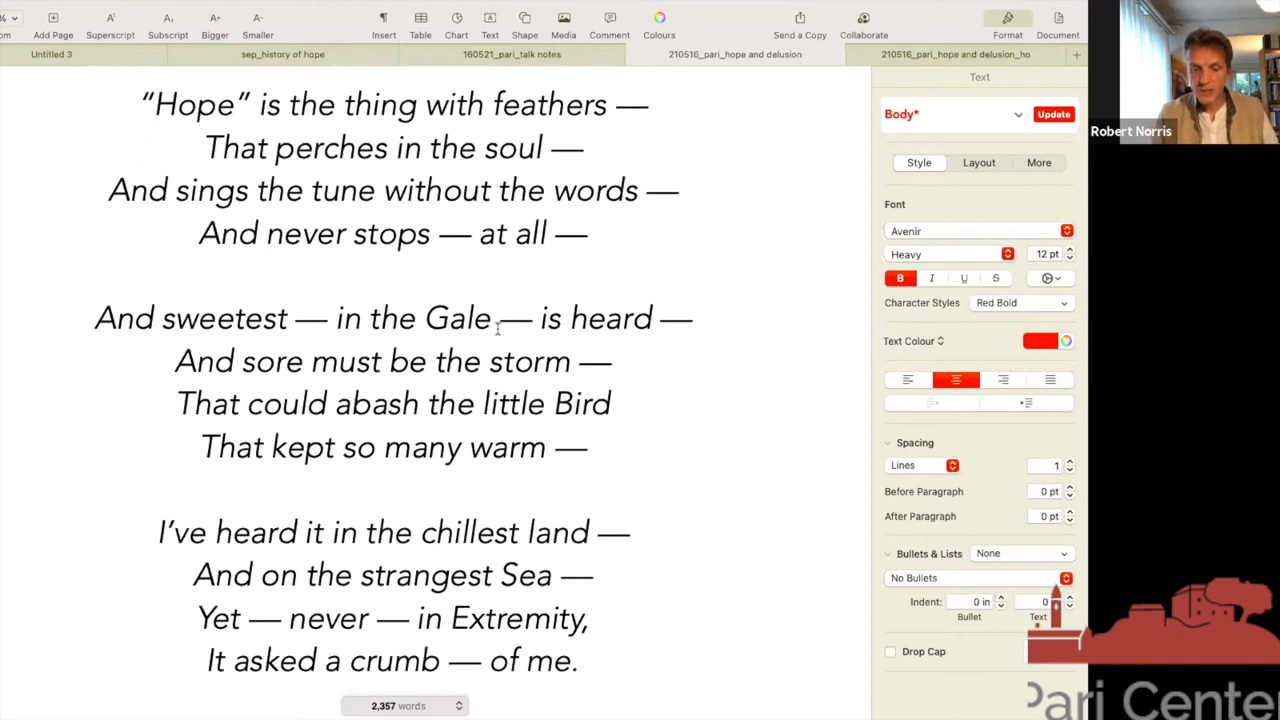 %
om
Add Page
Superscript
Subscript
Bigger
Smaller
Insert
Table
Chart
Text
Shape
Media
Comment
Colours
Send a Copy
Collaborate
Format
Document
Untitled 3
sep_history of hope
160521_pari_talk notes
210516_pari_hope and delusion
210516_pari_hope and delusion_ho
“Hope” is the thing with feathers —
That perches in the soul —
And sings the tune without the words —
And never stops — at all —
And sweetest — in the Gale — is heard —
And sore must be the storm —
That could abash the little Bird
That kept so many warm —
I’ve heard it in the chillest land —
And on the strangest Sea —
Yet — never — in Extremity,
It asked a crumb — of me.
2,357 words
Text
Body*
Update
Style
Layout
More
Font
Avenir
Heavy
12 pt
B I U S
Character Styles
Red Bold
Text Colour
Spacing
Lines
1
Before Paragraph
0 pt
After Paragraph
0 pt
Bullets & Lists
None
No Bullets
Indent:
0 in
0
Bullet
Text
Drop Cap
Robert Norris
Pari Center